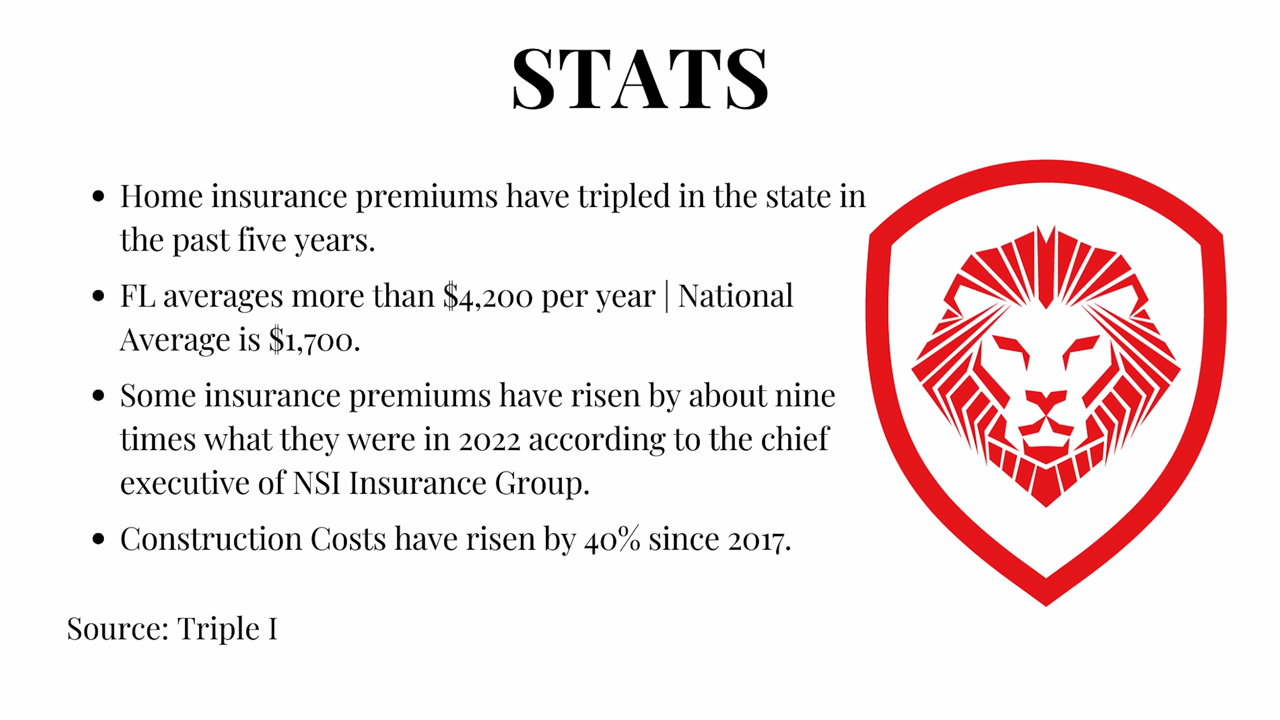 STATS
• Home insurance premiums have tripled in the state in
the past five years.
• FL averages more than $4,200 per year | National
Average is $1,700.
• Some insurance premiums have risen by about nine
times what they were in 2022 according to the chief
executive of NSI Insurance Group.
• Construction Costs have risen by 40% since 2017.
Source: Triple I